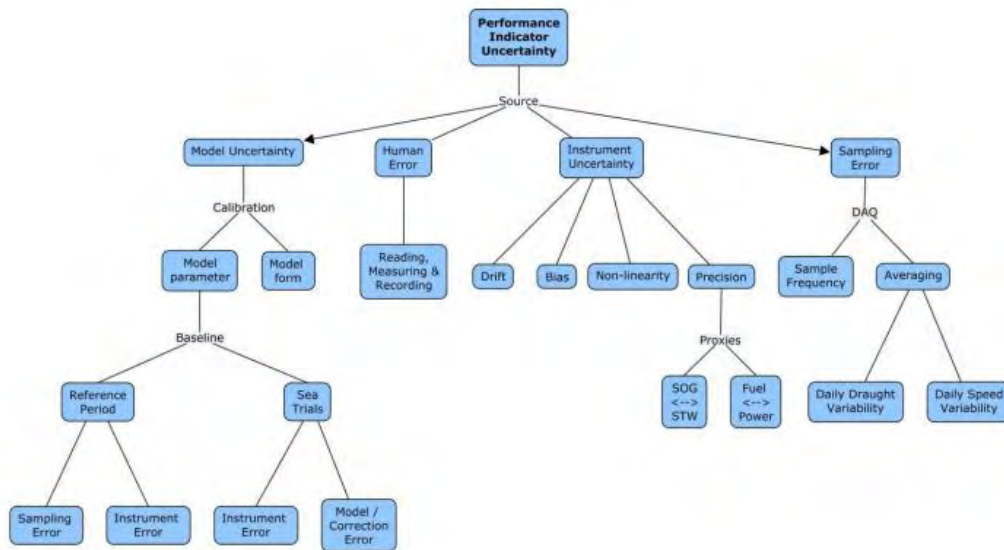 Performance
Indicator
Uncertainty
Source
Model Uncertainty
Human
Error
Instrument
Uncertainty
Sampling
Error
Calibration
DAQ
Model
parameter
Model
form
Reading,
Measuring &
Recording
Drift
Bias
Non-linearity
Precision
Sample
Frequency
Averaging
Baseline
Proxies
Reference
Period
Sea
Trials
SOG
<-->
STW
Fuel
<-->
Power
Daily Draught
Variability
Daily Speed
Variability
Sampling
Error
Instrument
Error
Instrument
Error
Model /
Correction
Error